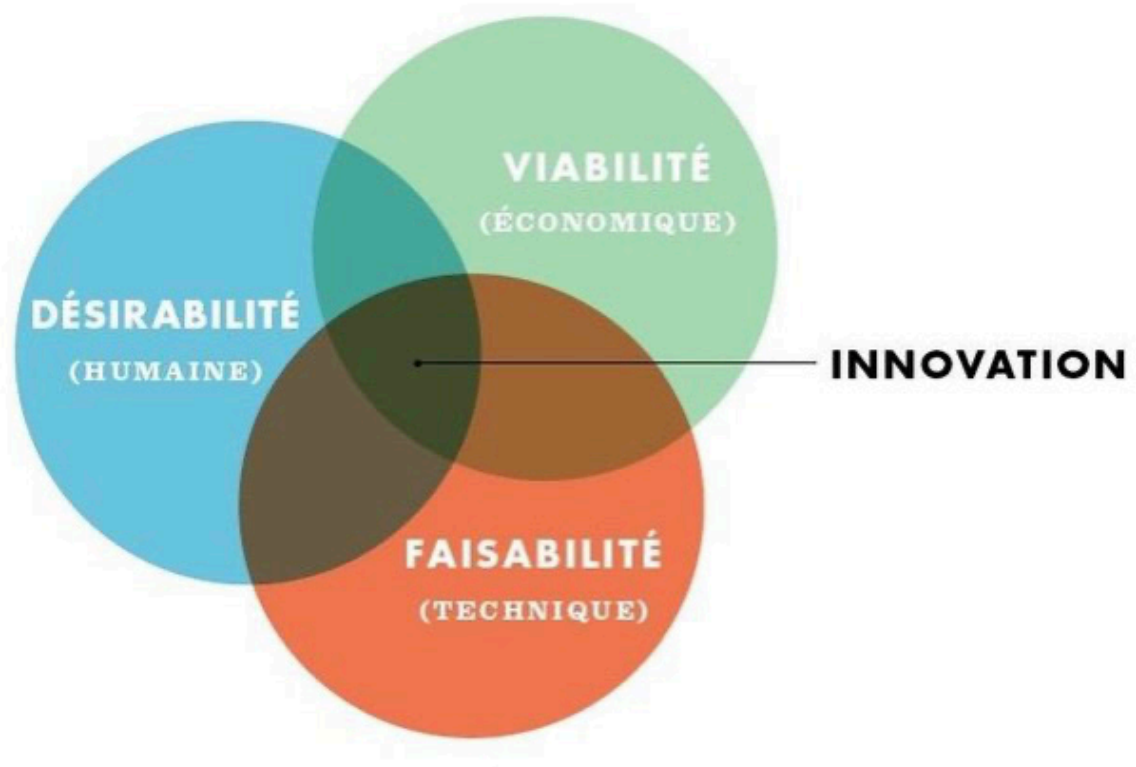 VIABILITÉ
(ÉCONOMIQUE)
DÉSIRABILITÉ
(HUMAINE)
INNOVATION
FAISABILITÉ
(TECHNIQUE)